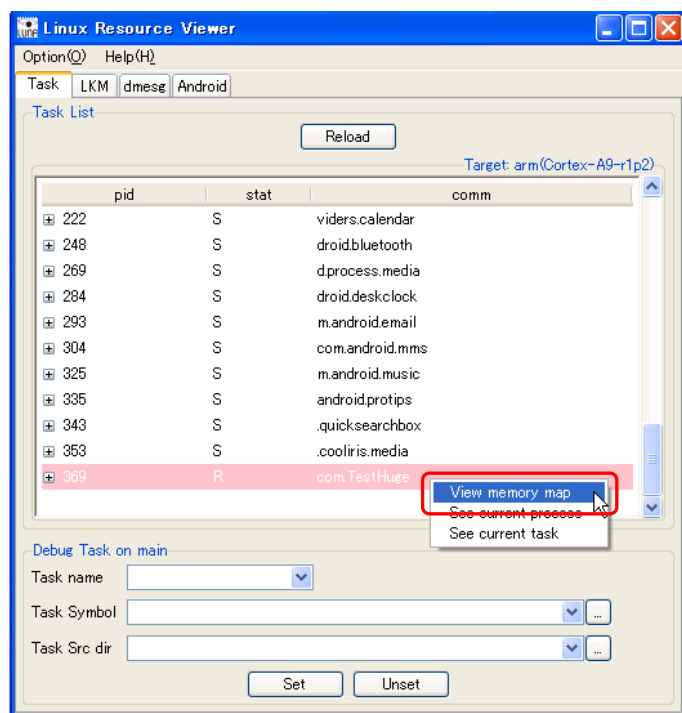 Linux Resource Viewer
Option(O) Help(H)
Task LKM dmesg Android
Task List
Reload
Target: arm(Cortex-A9-r1p2)
pid stat comm
222 S viders.calendar
248 S droid.bluetooth
269 S d.process.media
284 S droid.deskclock
293 S m.android.email
304 S com.android.mms
325 S m.android.music
335 S android.protips
343 S .quicksearchbox
353 S .cooliris.media
369 R com.TestHuge
View memory map
See current process
See current task
Debug Task on main
Task name
Task Symbol ...
Task Src dir ...
Set Unset